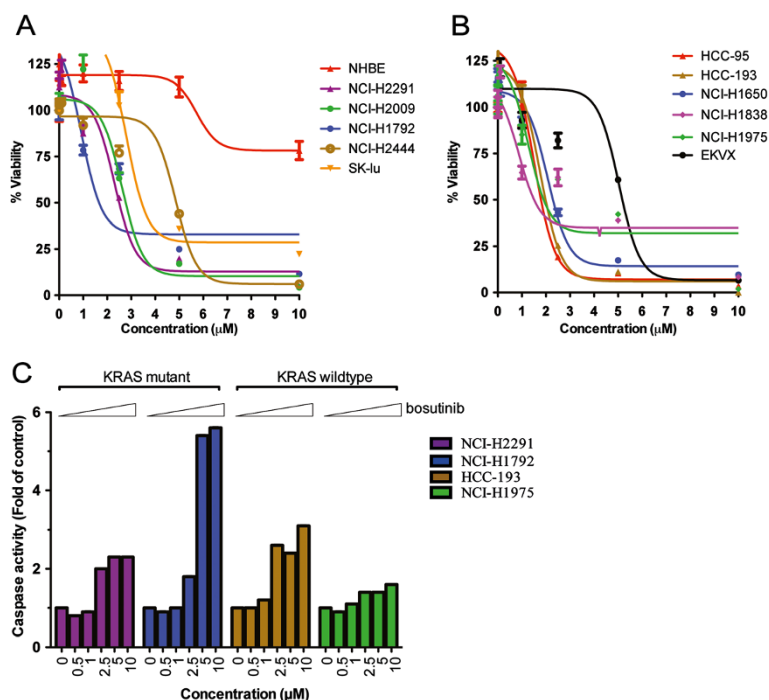 A
125
100
75
50
25
0
% Viability
0 1 2 3 4 5 6 7 8 9 10
Concentration (μM)
NHBE
NCI-H2291
NCI-H2009
NCI-H1792
NCI-H2444
SK-lu
B
125
100
75
50
25
0
% Viability
0 1 2 3 4 5 6 7 8 9 10
Concentration (μM)
HCC-95
HCC-193
NCI-H1650
NCI-H1838
NCI-H1975
EKVX
C
KRAS mutant KRAS wildtype
bosutinib
6
4
2
0
Caspase activity (Fold of control)
0 0.5 1 2.5 5 10 0 0.5 1 2.5 5 10 0 0.5 1 2.5 5 10 0 0.5 1 2.5 5 10
Concentration (μM)
NCI-H2291
NCI-H1792
HCC-193
NCI-H1975